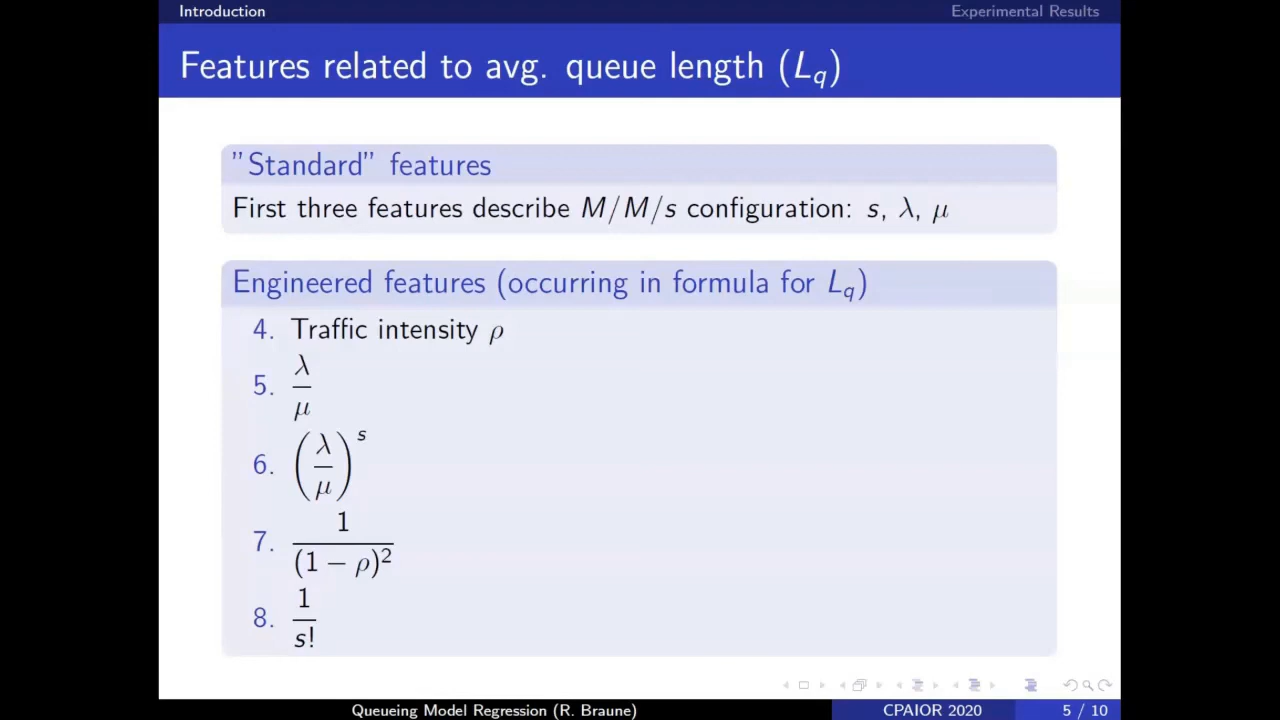 Introduction Experimental Results
Features related to avg. queue length (L_q)
"Standard" features
First three features describe M/M/s configuration: s, λ, μ
Engineered features (occurring in formula for L_q)
4. Traffic intensity ρ
5. λ/μ
6. (λ/μ)^s
7. 1/(1 − ρ)²
8. 1/s!
Queueing Model Regression (R. Braune) CPAIOR 2020 5 / 10